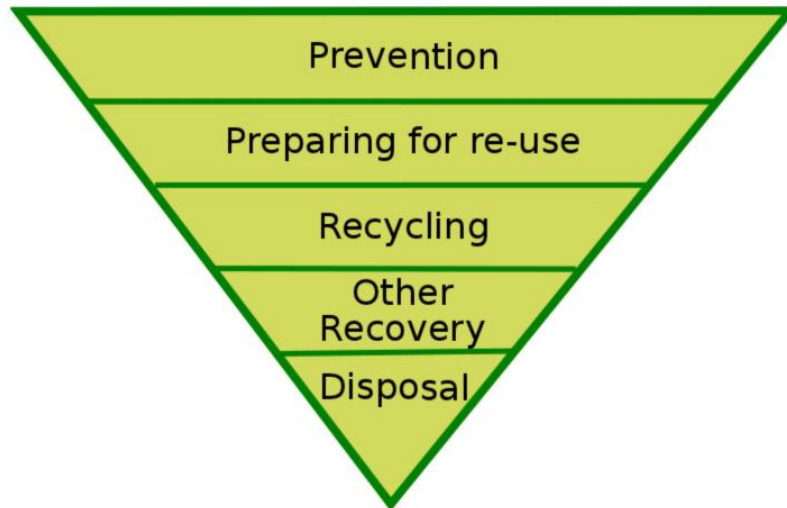 Prevention
Preparing for re-use
Recycling
Other
Recovery
Disposal